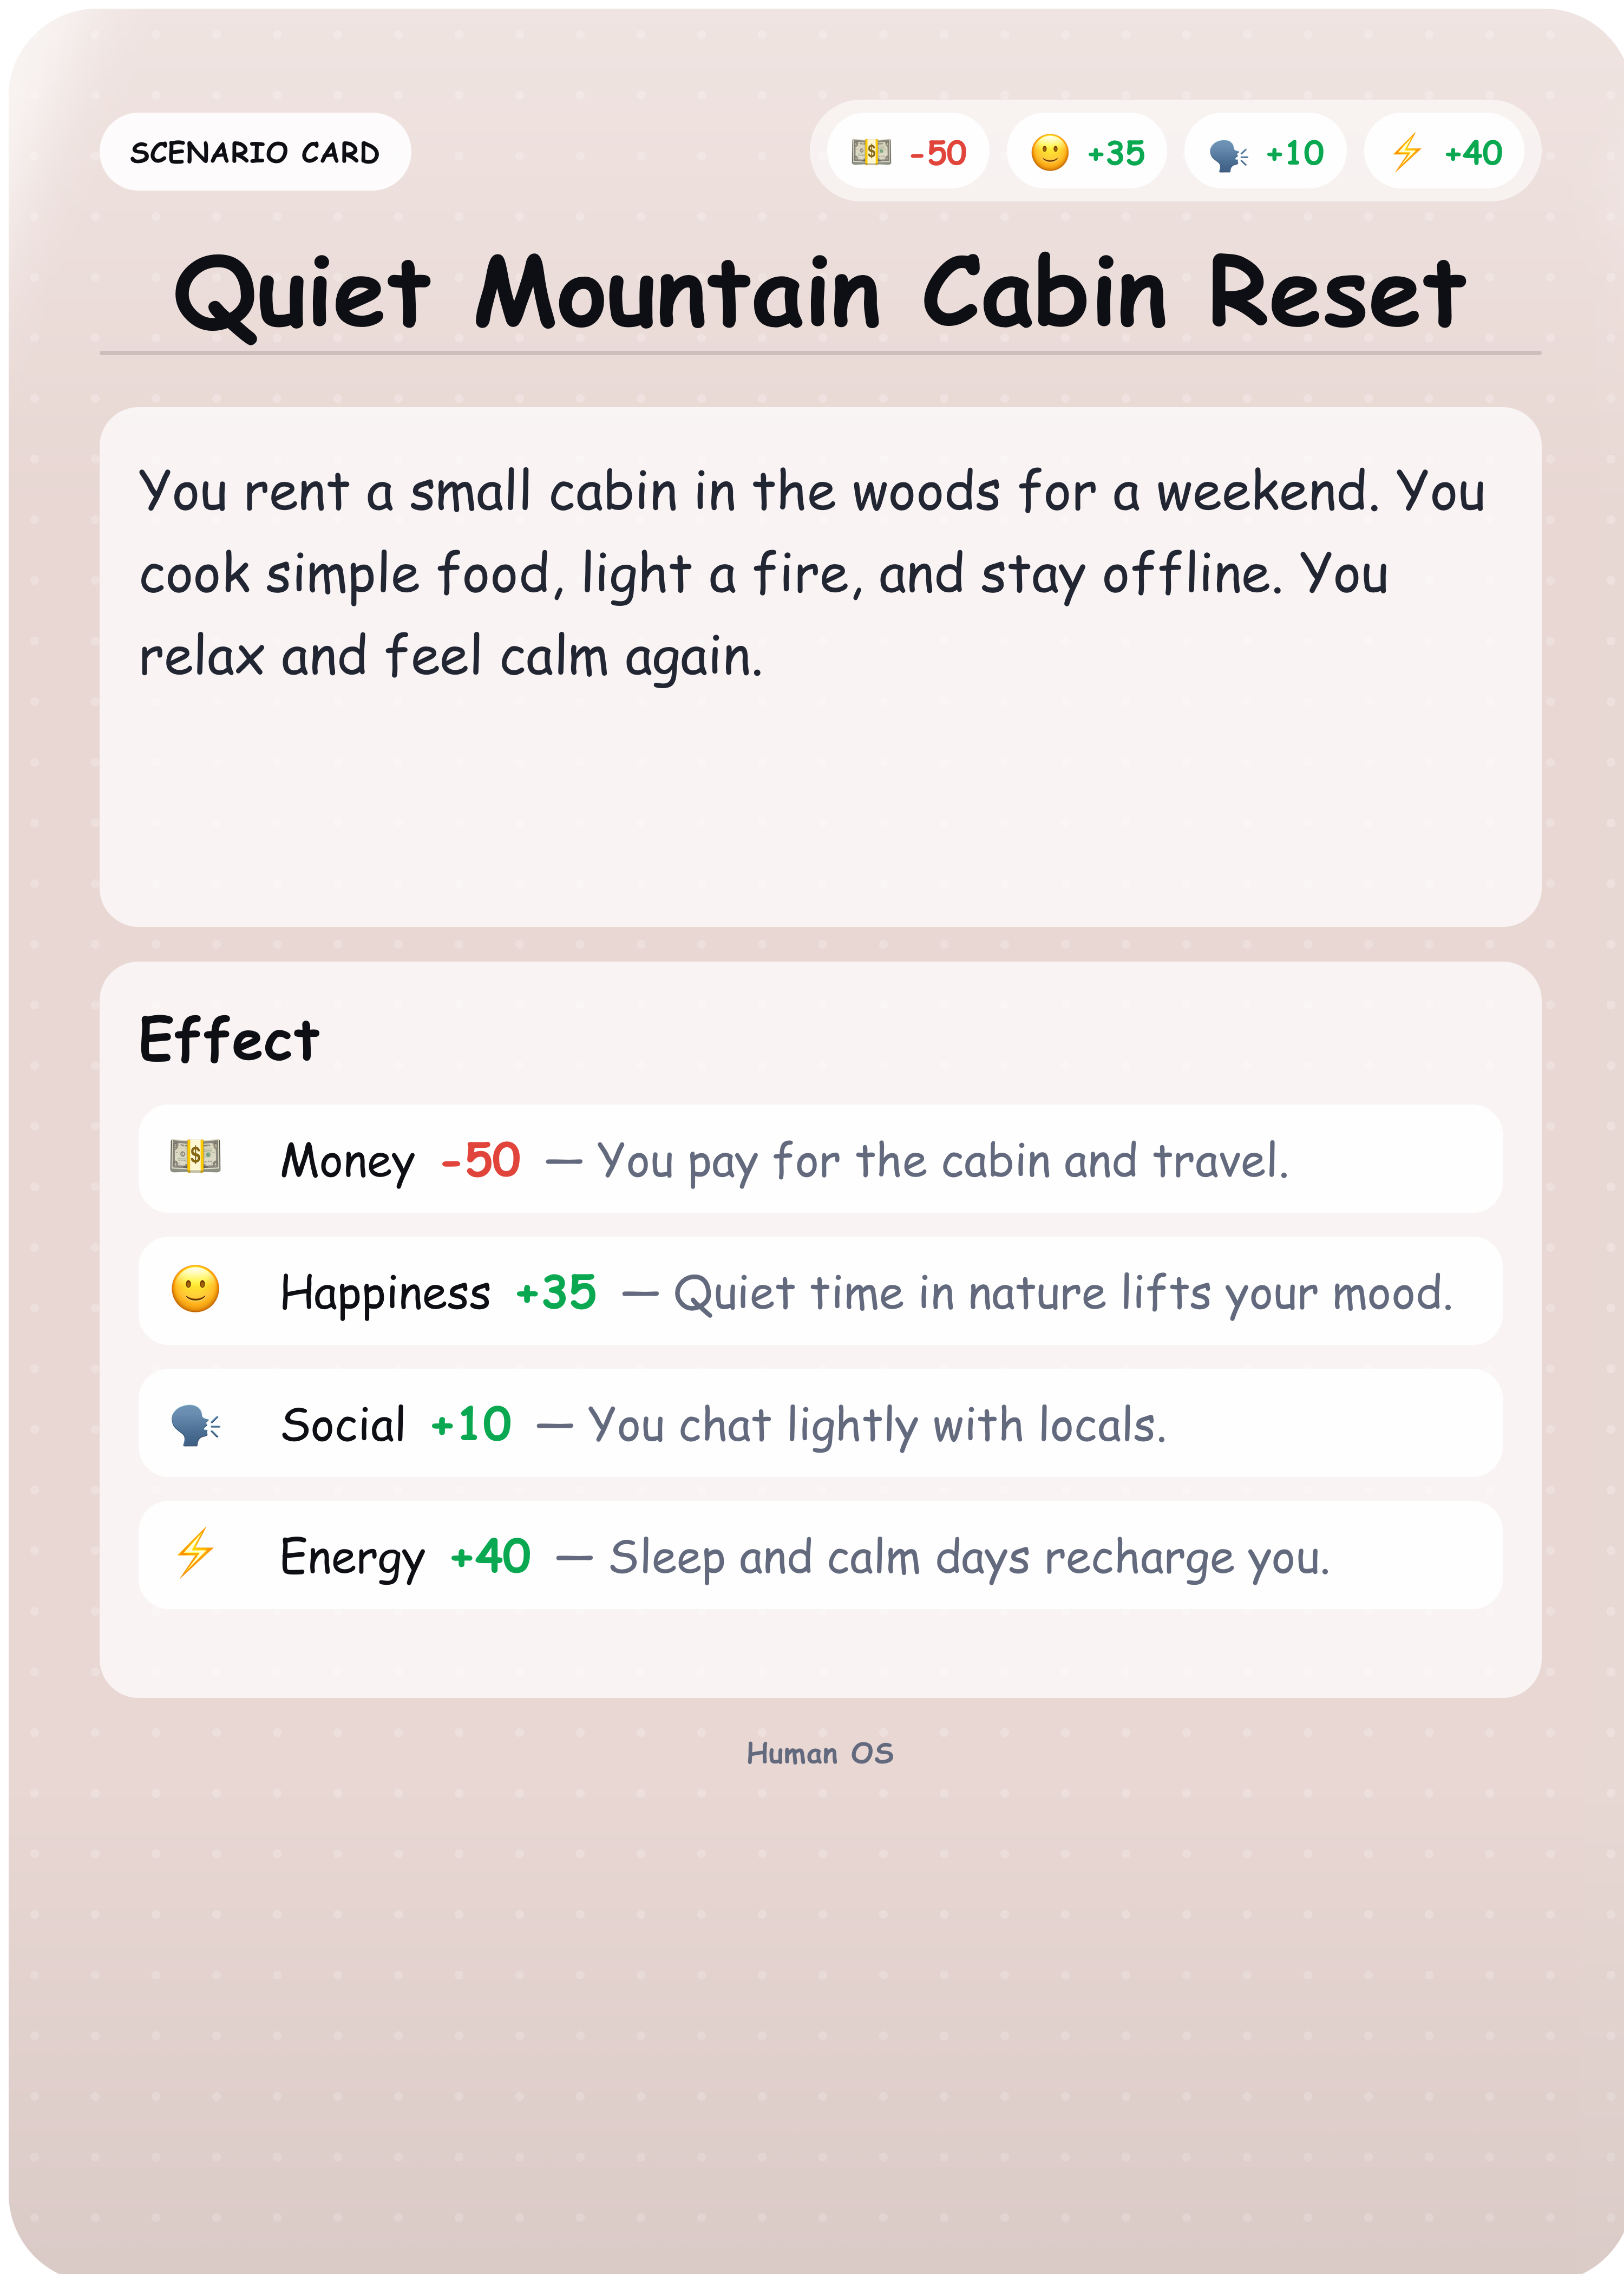 SCENARIO CARD
-50 +35 +10 +40
Quiet Mountain Cabin Reset
You rent a small cabin in the woods for a weekend. You
cook simple food, light a fire, and stay offline. You
relax and feel calm again.
Effect
Money -50 — You pay for the cabin and travel.
Happiness +35 — Quiet time in nature lifts your mood.
Social +10 — You chat lightly with locals.
Energy +40 — Sleep and calm days recharge you.
Human OS